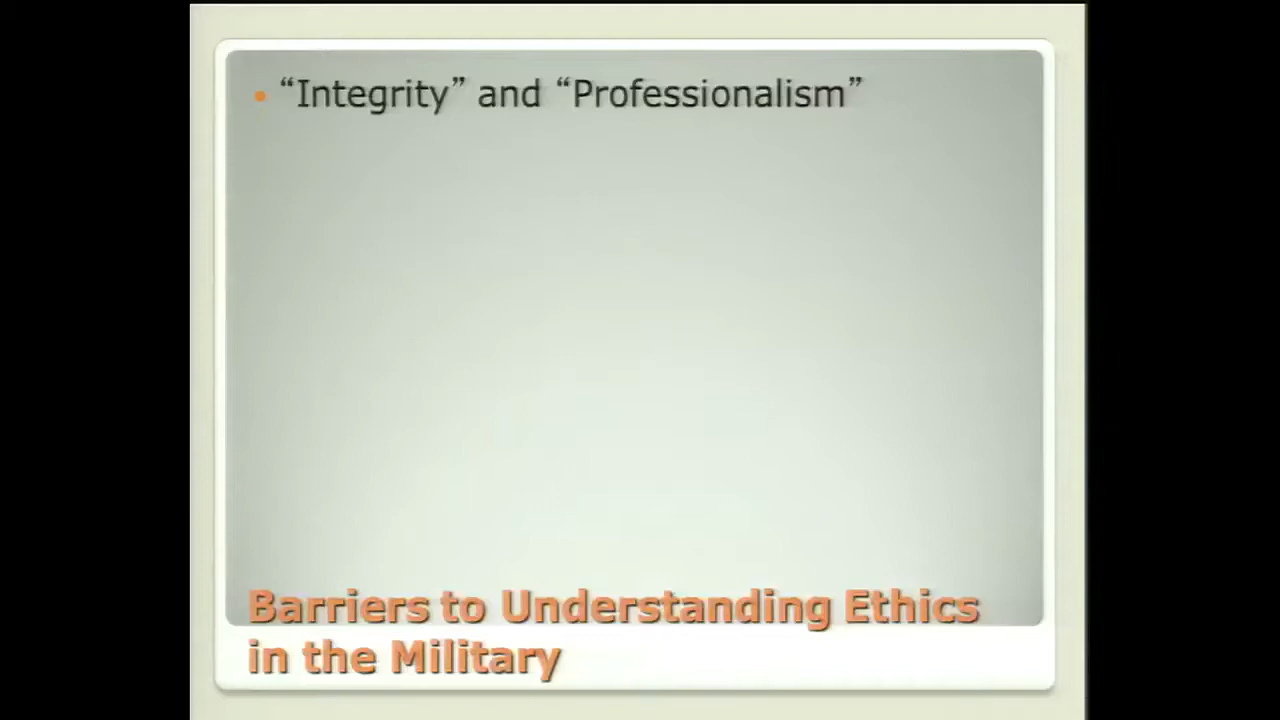 • “Integrity” and “Professionalism”
Barriers to Understanding Ethics
in the Military